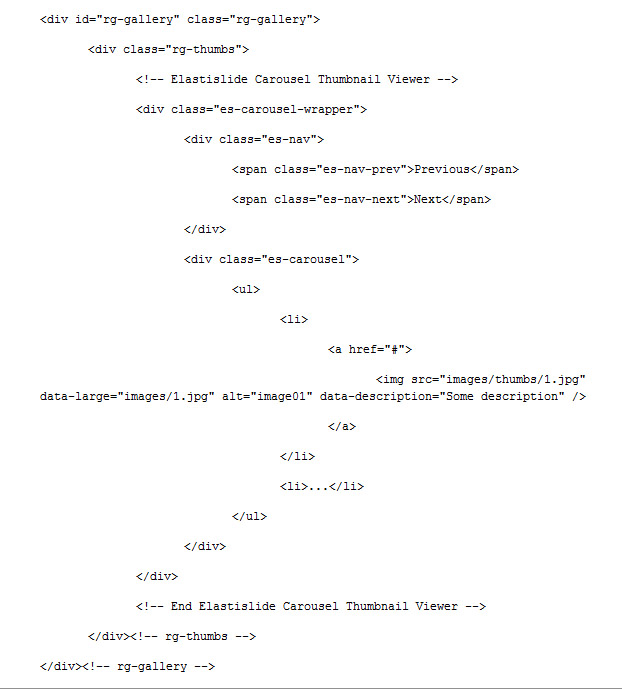 <div id="rg-gallery" class="rg-gallery">
<div class="rg-thumbs">
<!-- Elastislide Carousel Thumbnail Viewer -->
<div class="es-carousel-wrapper">
<div class="es-nav">
<span class="es-nav-prev">Previous</span>
<span class="es-nav-next">Next</span>
</div>
<div class="es-carousel">
<ul>
<li>
<a href="#">
<img src="images/thumbs/1.jpg"
data-large="images/1.jpg" alt="image01" data-description="Some description" />
</a>
</li>
<li>...</li>
</ul>
</div>
</div>
<!-- End Elastislide Carousel Thumbnail Viewer -->
</div><!-- rg-thumbs -->
</div><!-- rg-gallery -->